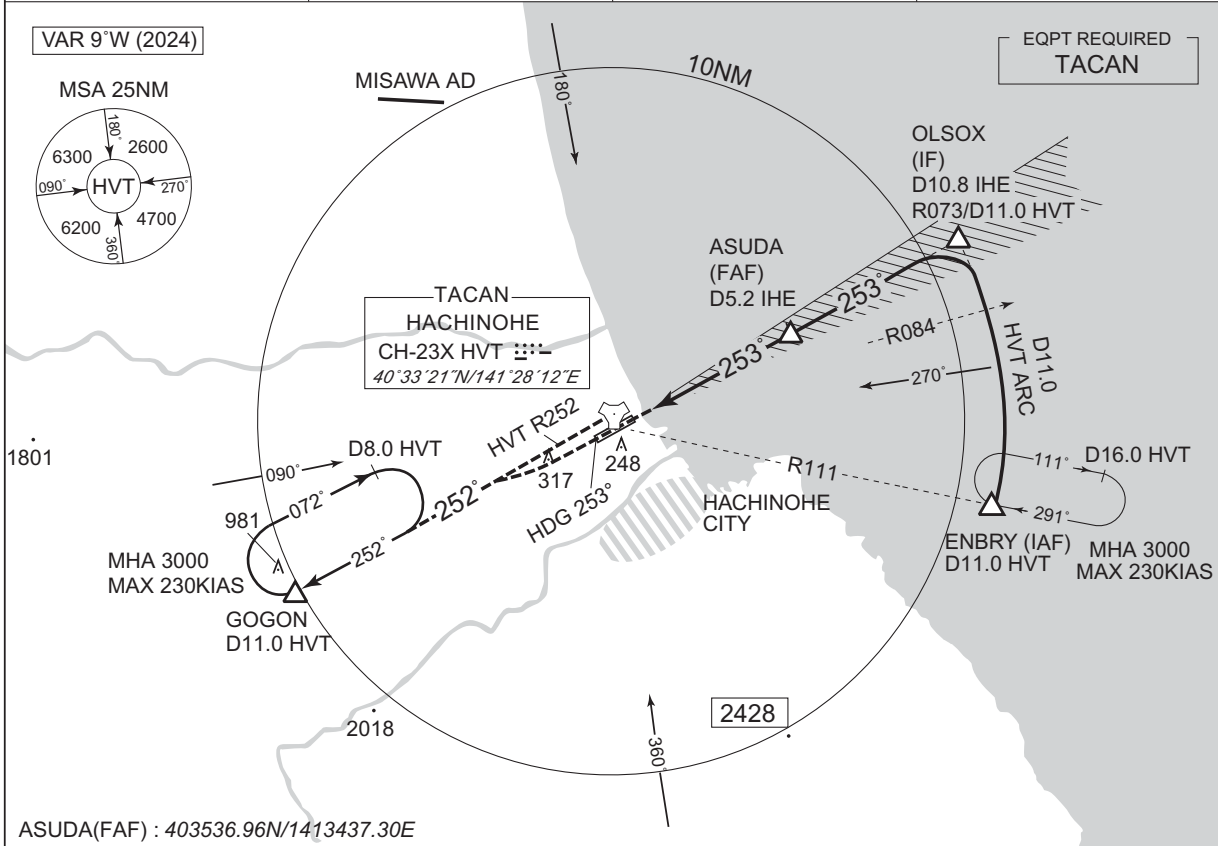 VAR 9°W (2024)
EQPT REQUIRED
TACAN
MSA 25NM
180°
6300
2600
090°
HVT
270°
6200
4700
360°
MISAWA AD
180°
10NM
OLSOX
(IF)
D10.8 IHE
R073/D11.0 HVT
ASUDA
(FAF)
D5.2 IHE
253°
253°
R084
270°
D11.0
HVT ARC
TACAN
HACHINOHE
CH-23X HVT
40°33´21˝N/141°28´12˝E
1801
HVT R252
D8.0 HVT
090°
072°
317
248
HDG 253°
252°
252°
R111
111°
D16.0 HVT
291°
HACHINOHE
CITY
981
MHA 3000
MAX 230KIAS
ENBRY (IAF)
D11.0 HVT
MHA 3000
MAX 230KIAS
GOGON
D11.0 HVT
2018
360°
2428
ASUDA(FAF) : 403536.96N/1413437.30E